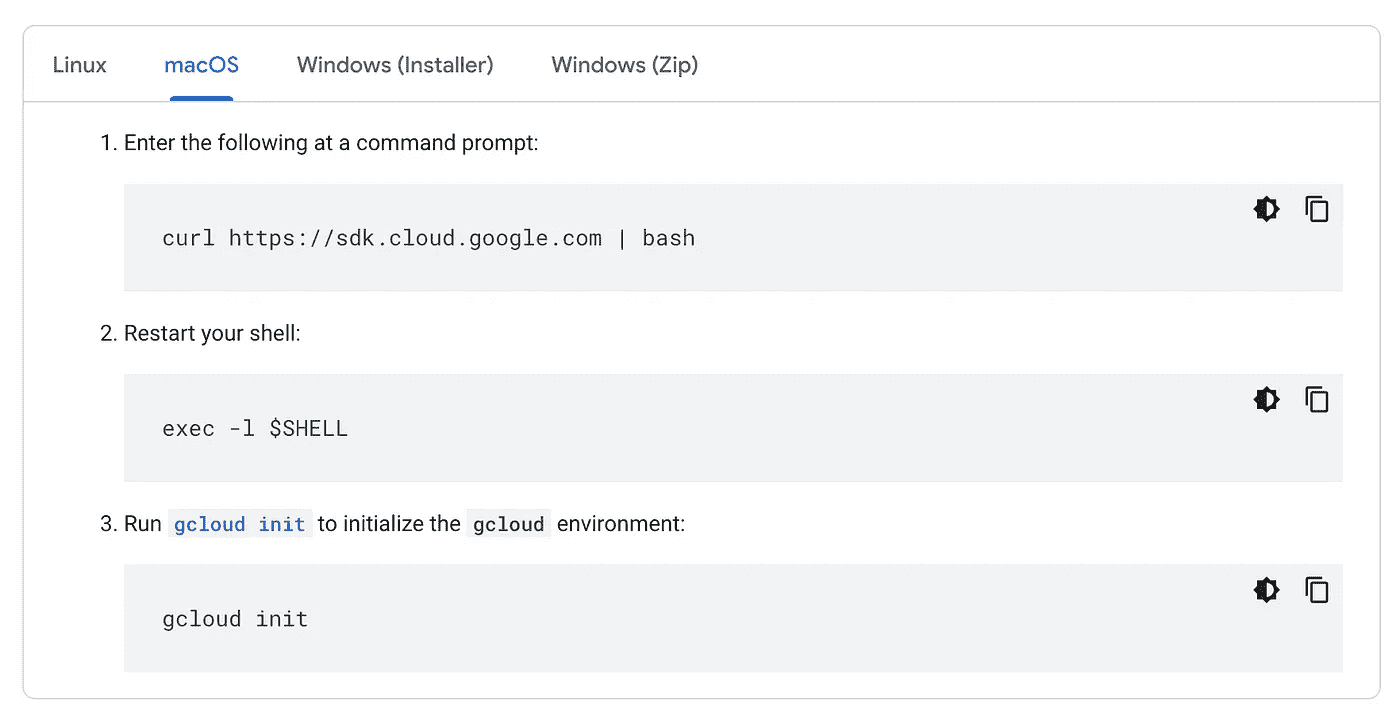 Linux macOS Windows (Installer) Windows (Zip)
1. Enter the following at a command prompt:
curl https://sdk.cloud.google.com | bash
2. Restart your shell:
exec -l $SHELL
3. Run gcloud init to initialize the gcloud environment:
gcloud init